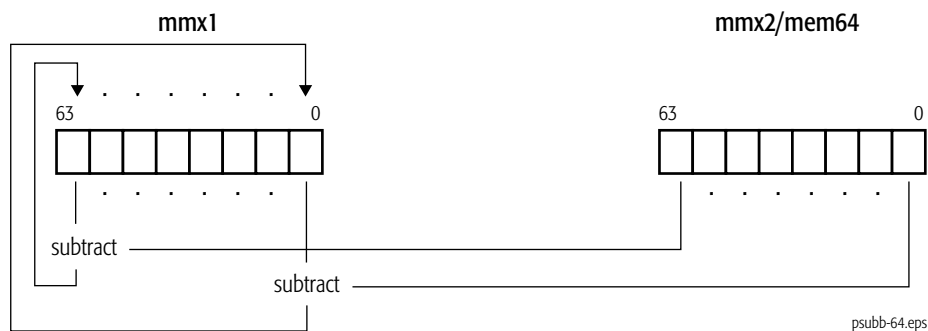 mmx1 mmx2/mem64
. . . . . .
63 0 63 0
. . . . . . . . . . . .
subtract
subtract
psubb-64.eps